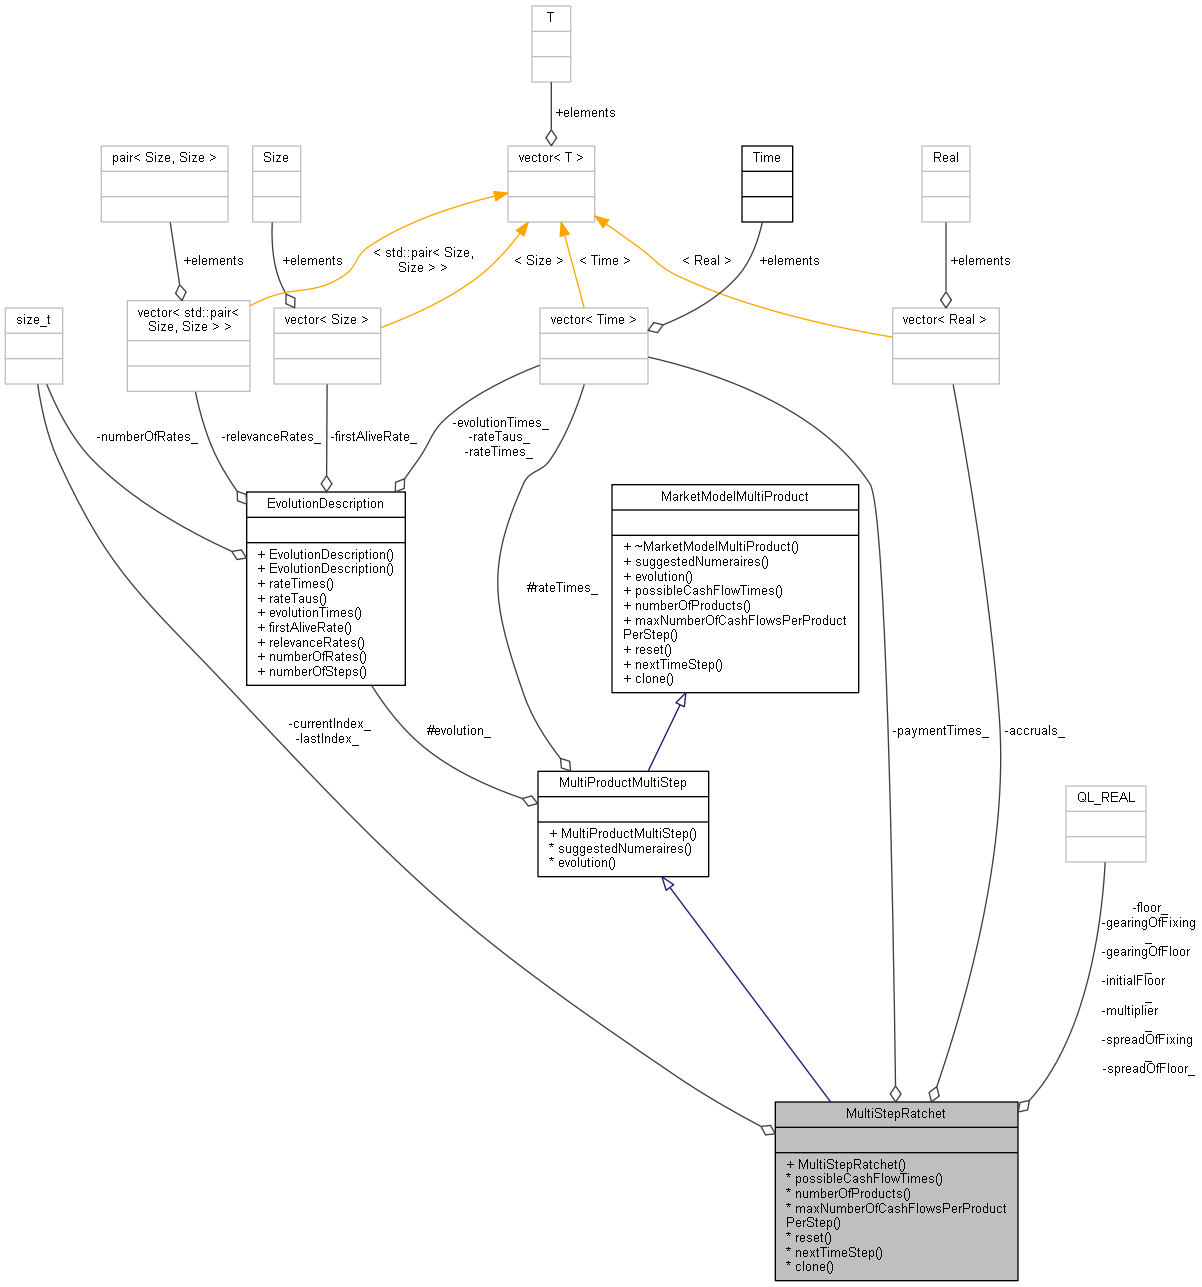 T
+elements
pair< Size, Size >
Size
vector< T >
Time
Real
+elements
+elements
< std::pair< Size,
Size > >
< Size >
< Time >
< Real >
+elements
+elements
size_t
vector< std::pair<
Size, Size > >
vector< Size >
vector< Time >
vector< Real >
-numberOfRates_
-relevanceRates_
-firstAliveRate_
-evolutionTimes_
-rateTaus_
-rateTimes_
EvolutionDescription
+ EvolutionDescription()
+ EvolutionDescription()
+ rateTimes()
+ rateTaus()
+ evolutionTimes()
+ firstAliveRate()
+ relevanceRates()
+ numberOfRates()
+ numberOfSteps()
#rateTimes_
MarketModelMultiProduct
+ ~MarketModelMultiProduct()
+ suggestedNumeraires()
+ evolution()
+ possibleCashFlowTimes()
+ numberOfProducts()
+ maxNumberOfCashFlowsPerProduct
PerStep()
+ reset()
+ nextTimeStep()
+ clone()
-currentIndex_
-lastIndex_
#evolution_
-paymentTimes_
-accruals_
MultiProductMultiStep
+ MultiProductMultiStep()
* suggestedNumeraires()
* evolution()
QL_REAL
-floor_
-gearingOfFixing
_
-gearingOfFloor
_
-initialFloor
_
-multiplier
_
-spreadOfFixing
_
-spreadOfFloor_
MultiStepRatchet
+ MultiStepRatchet()
* possibleCashFlowTimes()
* numberOfProducts()
* maxNumberOfCashFlowsPerProduct
PerStep()
* reset()
* nextTimeStep()
* clone()